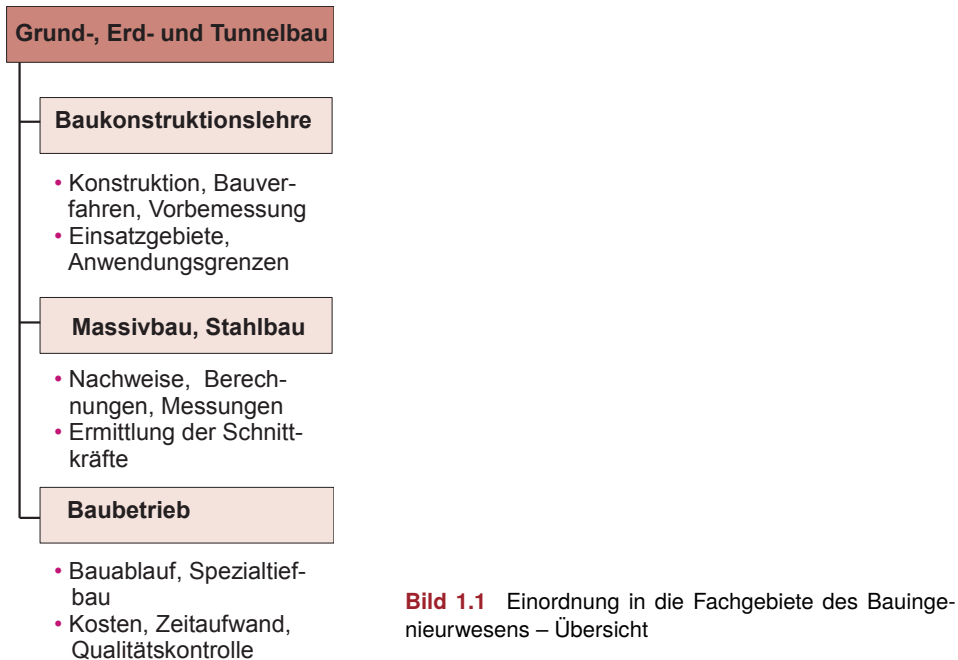 Grund-, Erd- und Tunnelbau
Baukonstruktionslehre
• Konstruktion, Bauver-
fahren, Vorbemessung
• Einsatzgebiete,
Anwendungsgrenzen
Massivbau, Stahlbau
• Nachweise, Berech-
nungen, Messungen
• Ermittlung der Schnitt-
kräfte
Baubetrieb
• Bauablauf, Spezialtief-
bau
• Kosten, Zeitaufwand,
Qualitätskontrolle
Bild 1.1 Einordnung in die Fachgebiete des Bauinge-
nieurwesens – Übersicht